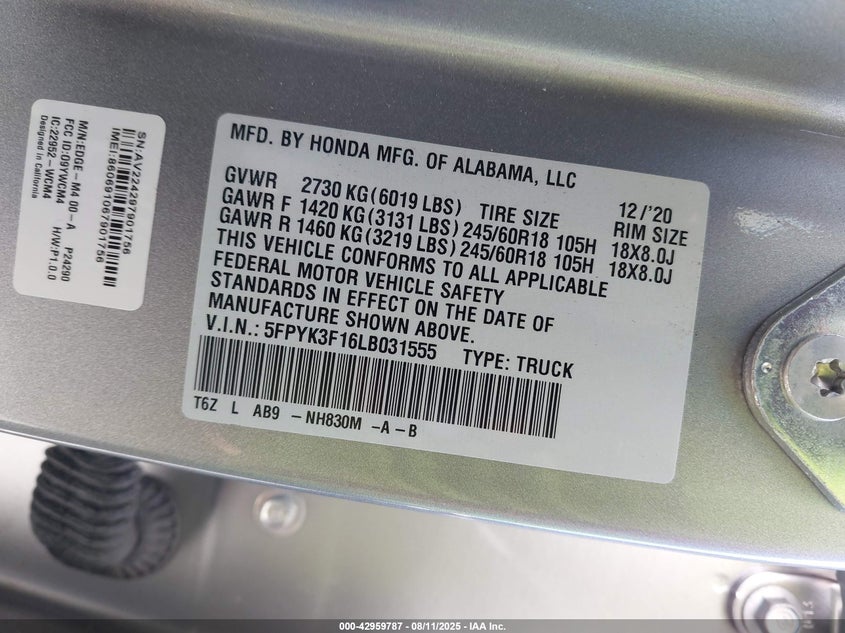 SN:AV224297901756
IMEI:860691067901756
M/N:EDGE-M4 00-A P24290
FCC ID:O9YWCM4 H/W:P1.0.0
IC:22952-WCM4
Designed in California
MFD. BY HONDA MFG. OF ALABAMA, LLC
12/'20
GVWR 2730 KG(6019 LBS) TIRE SIZE RIM SIZE
GAWR F 1420 KG(3131 LBS) 245/60R18 105H 18X8.0J
GAWR R 1460 KG(3219 LBS) 245/60R18 105H 18X8.0J
THIS VEHICLE CONFORMS TO ALL APPLICABLE
FEDERAL MOTOR VEHICLE SAFETY
STANDARDS IN EFFECT ON THE DATE OF
MANUFACTURE SHOWN ABOVE.
V.I.N.: 5FPYK3F16LB031555 TYPE: TRUCK
T6Z L AB9 -NH830M -A-B
000-42959787 - 08/11/2025 - IAA Inc.